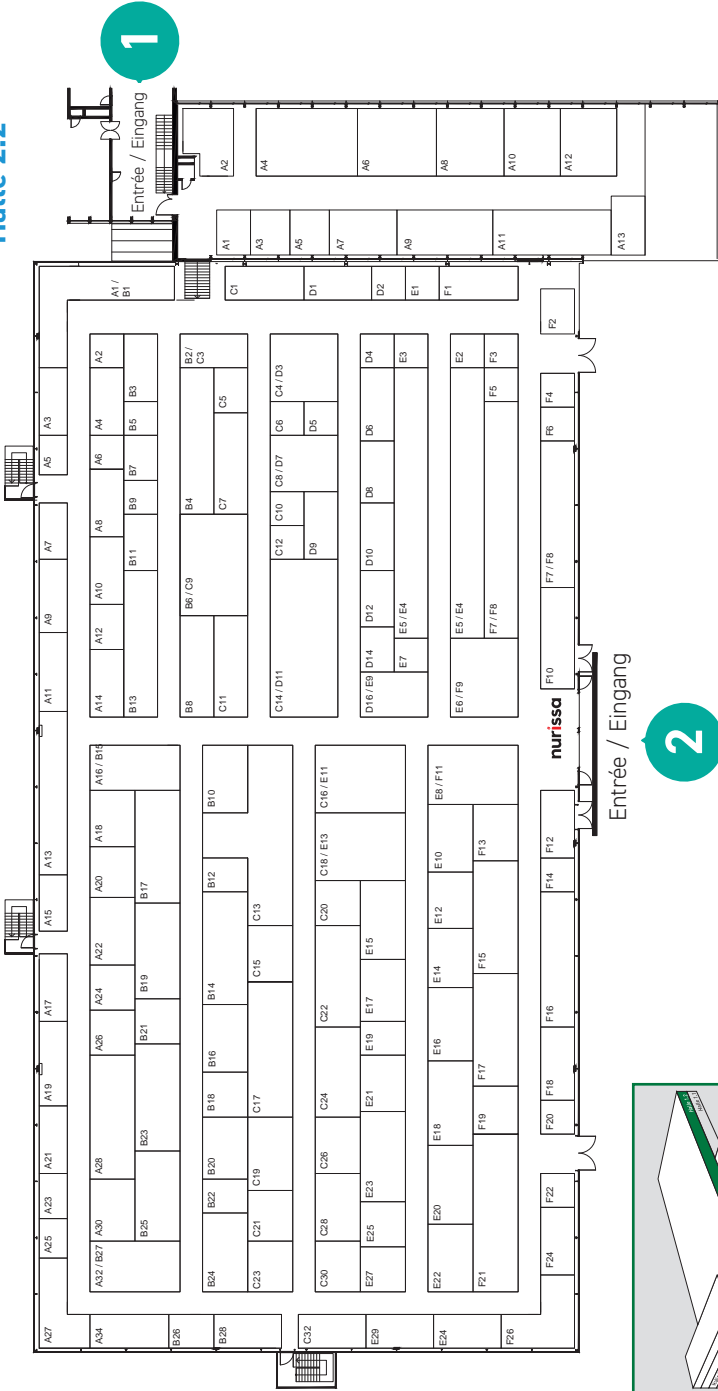 Halle 2.2
1
Entrée / Eingang
A2
A4
A6
A8
A10
A12
A1
A3
A5
A7
A9
A11
A13
A1 /
B1
C1
D1
D2
E1
F1
F2
A3
A5
A7
A9
A11
A13
A15
A17
A19
A21
A23
A25
A27
A2
A4
A6
A8
A10
A12
A14
B3
B5
B7
B9
B11
B13
B2 /
C3
B4
B6 / C9
B8
C5
C7
C11
C4 / D3
C6
D5
C8 / D7
C10
C12
D9
C14 / D11
D4
D6
D8
D10
D12
D14
D16 / E9
E3
E5 / E4
E7
E2
E5 / E4
E6 / F9
F3
F5
F7 / F8
F4
F6
F7 / F8
F10
nurissa
Entrée / Eingang
2
A16 / B15
A18
A20
A22
A24
A26
A28
A30
A32 / B27
B17
B19
B21
B23
B25
B10
B12
B14
B16
B18
B20
B22
B24
C13
C15
C17
C19
C21
C23
C16 / E11
C18 / E13
C20
C22
C24
C26
C28
C30
E15
E17
E19
E21
E23
E25
E27
E8 / F11
E10
E12
E14
E16
E18
E20
E22
F13
F15
F17
F19
F21
F12
F14
F16
F18
F20
F22
F24
A34
B26
B28
C32
E29
E24
F26